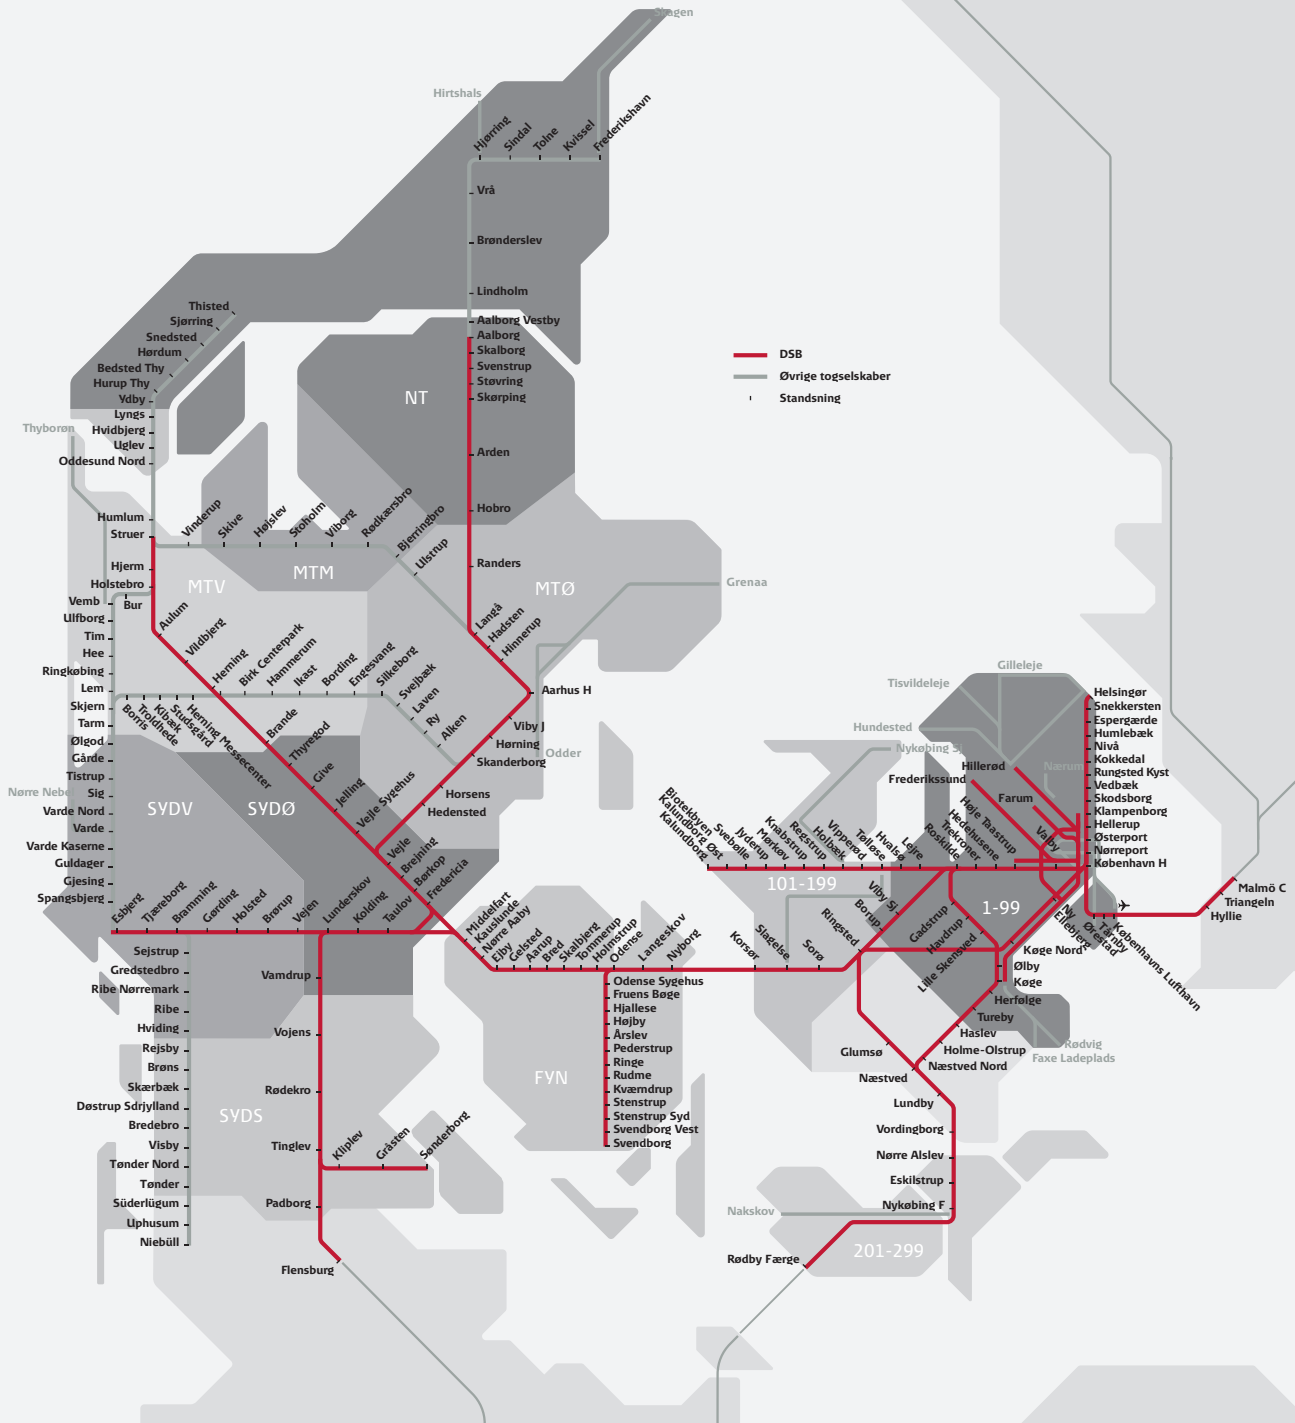 Skagen
Hirtshals
Hjørring
Sindal
Tolne
Kvissel
Frederikshavn
Vrå
Brønderslev
Lindholm
Aalborg Vestby
Aalborg
Skalborg
Svenstrup
Støvring
Skørping
Arden
Hobro
Randers
NT
Thisted
Sjørring
Snedsted
Hørdum
Bedsted Thy
Hurup Thy
Ydby
Lyngs
Hvidbjerg
Uglev
Oddesund Nord
Thyborøn
Humlum
Struer
Hjerm
Holstebro
Vemb
Bur
Ulfborg
Tim
Hee
Ringkøbing
Lem
Skjern
Tarm
Ølgod
Gårde
Tistrup
Sig
Nørre Nebel
Varde Nord
Varde
Varde Kaserne
Guldager
Gjesing
Spangsbjerg
DSB
Øvrige togselskaber
Standsning
Vinderup
Skive
Højslev
Stoholm
Viborg
Rødkærsbro
Bjerringbro
Ulstrup
MTV
MTM
MTØ
Langå
Hadsten
Hinnerup
Grenaa
Aarhus H
Odder
Viby J
Hørning
Skanderborg
Horsens
Hedensted
Aulum
Vildbjerg
Herning
Birk Centerpark
Hammerum
Ikast
Bording
Engesvang
Silkeborg
Svejbæk
Laven
Ry
Alken
Borris
Troldhede
Kibæk
Studsgård
Herning Messecenter
Brande
Thyregod
Give
Jelling
Vejle Sygehus
Vejle
Brejning
Børkop
Fredericia
SYDV
SYDØ
Esbjerg
Tjæreborg
Bramming
Gørding
Holsted
Brørup
Vejen
Lunderskov
Kolding
Taulov
Sejstrup
Gredstedbro
Ribe Nørremark
Ribe
Hviding
Rejsby
Brøns
Skærbæk
Døstrup Sdrjylland
Bredebro
Visby
Tønder Nord
Tønder
Süderlügum
Uphusum
Niebüll
SYDS
Vamdrup
Vojens
Rødekro
Tinglev
Kliplev
Gråsten
Sønderborg
Padborg
Flensburg
Middelfart
Kauslunde
Nørre Aaby
Ejby
Gelsted
Aarup
Bred
Skalbjerg
Tommerup
Holmstrup
Odense
Langeskov
Nyborg
Odense Sygehus
Fruens Bøge
Hjallese
Højby
Årslev
Pederstrup
Ringe
Rudme
Kværndrup
Stenstrup
Stenstrup Syd
Svendborg Vest
Svendborg
FYN
Korsør
Slagelse
Sorø
Ringsted
Borup
Viby Sj
Kalundborg
Kalundborg Øst
Biotekbyen
Svebølle
Jyderup
Mørkøv
Knabstrup
Regstrup
Holbæk
Vipperød
Tølløse
Hvalsø
Lejre
Roskilde
Trekroner
Hedehusene
Høje Taastrup
Valby
101-199
1-99
201-299
Gilleleje
Tisvildeleje
Hundested
Nykøbing Sj
Nærum
Hillerød
Frederikssund
Farum
Helsingør
Snekkersten
Espergærde
Humlebæk
Nivå
Kokkedal
Rungsted Kyst
Vedbæk
Skodsborg
Klampenborg
Hellerup
Østerport
Nørreport
København H
Ny Ellebjerg
Ørestad
Tårnby
Københavns Lufthavn
Malmö C
Triangeln
Hyllie
Gadstrup
Havdrup
Lille Skensved
Køge Nord
Ølby
Køge
Herfølge
Tureby
Haslev
Holme-Olstrup
Næstved Nord
Rødvig
Faxe Ladeplads
Glumsø
Næstved
Lundby
Vordingborg
Nørre Alslev
Eskilstrup
Nykøbing F
Nakskov
Rødby Færge